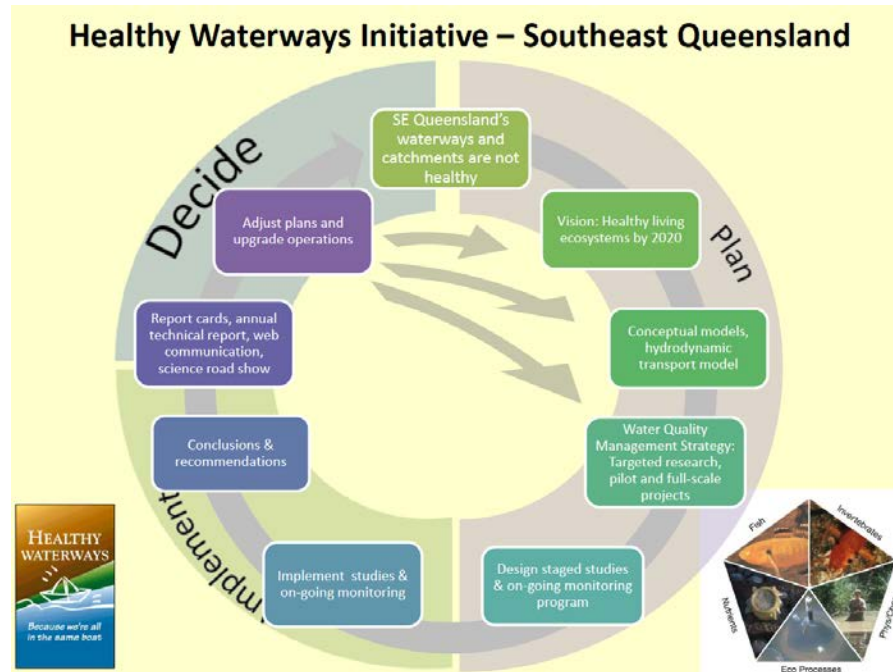 Healthy Waterways Initiative – Southeast Queensland
Decide
Plan
Implement
SE Queensland's
waterways and
catchments are not
healthy
Vision: Healthy living
ecosystems by 2020
Conceptual models,
hydrodynamic
transport model
Water Quality
Management Strategy:
Targeted research,
pilot and full-scale
projects
Design staged studies
& on-going monitoring
program
Implement studies &
on-going monitoring
Conclusions &
recommendations
Report cards, annual
technical report, web
communication,
science road show
Adjust plans and
upgrade operations
HEALTHY
WATERWAYS
Because we're all
in the same boat
Fish
Invertebrates
Nutrients
Eco Processes